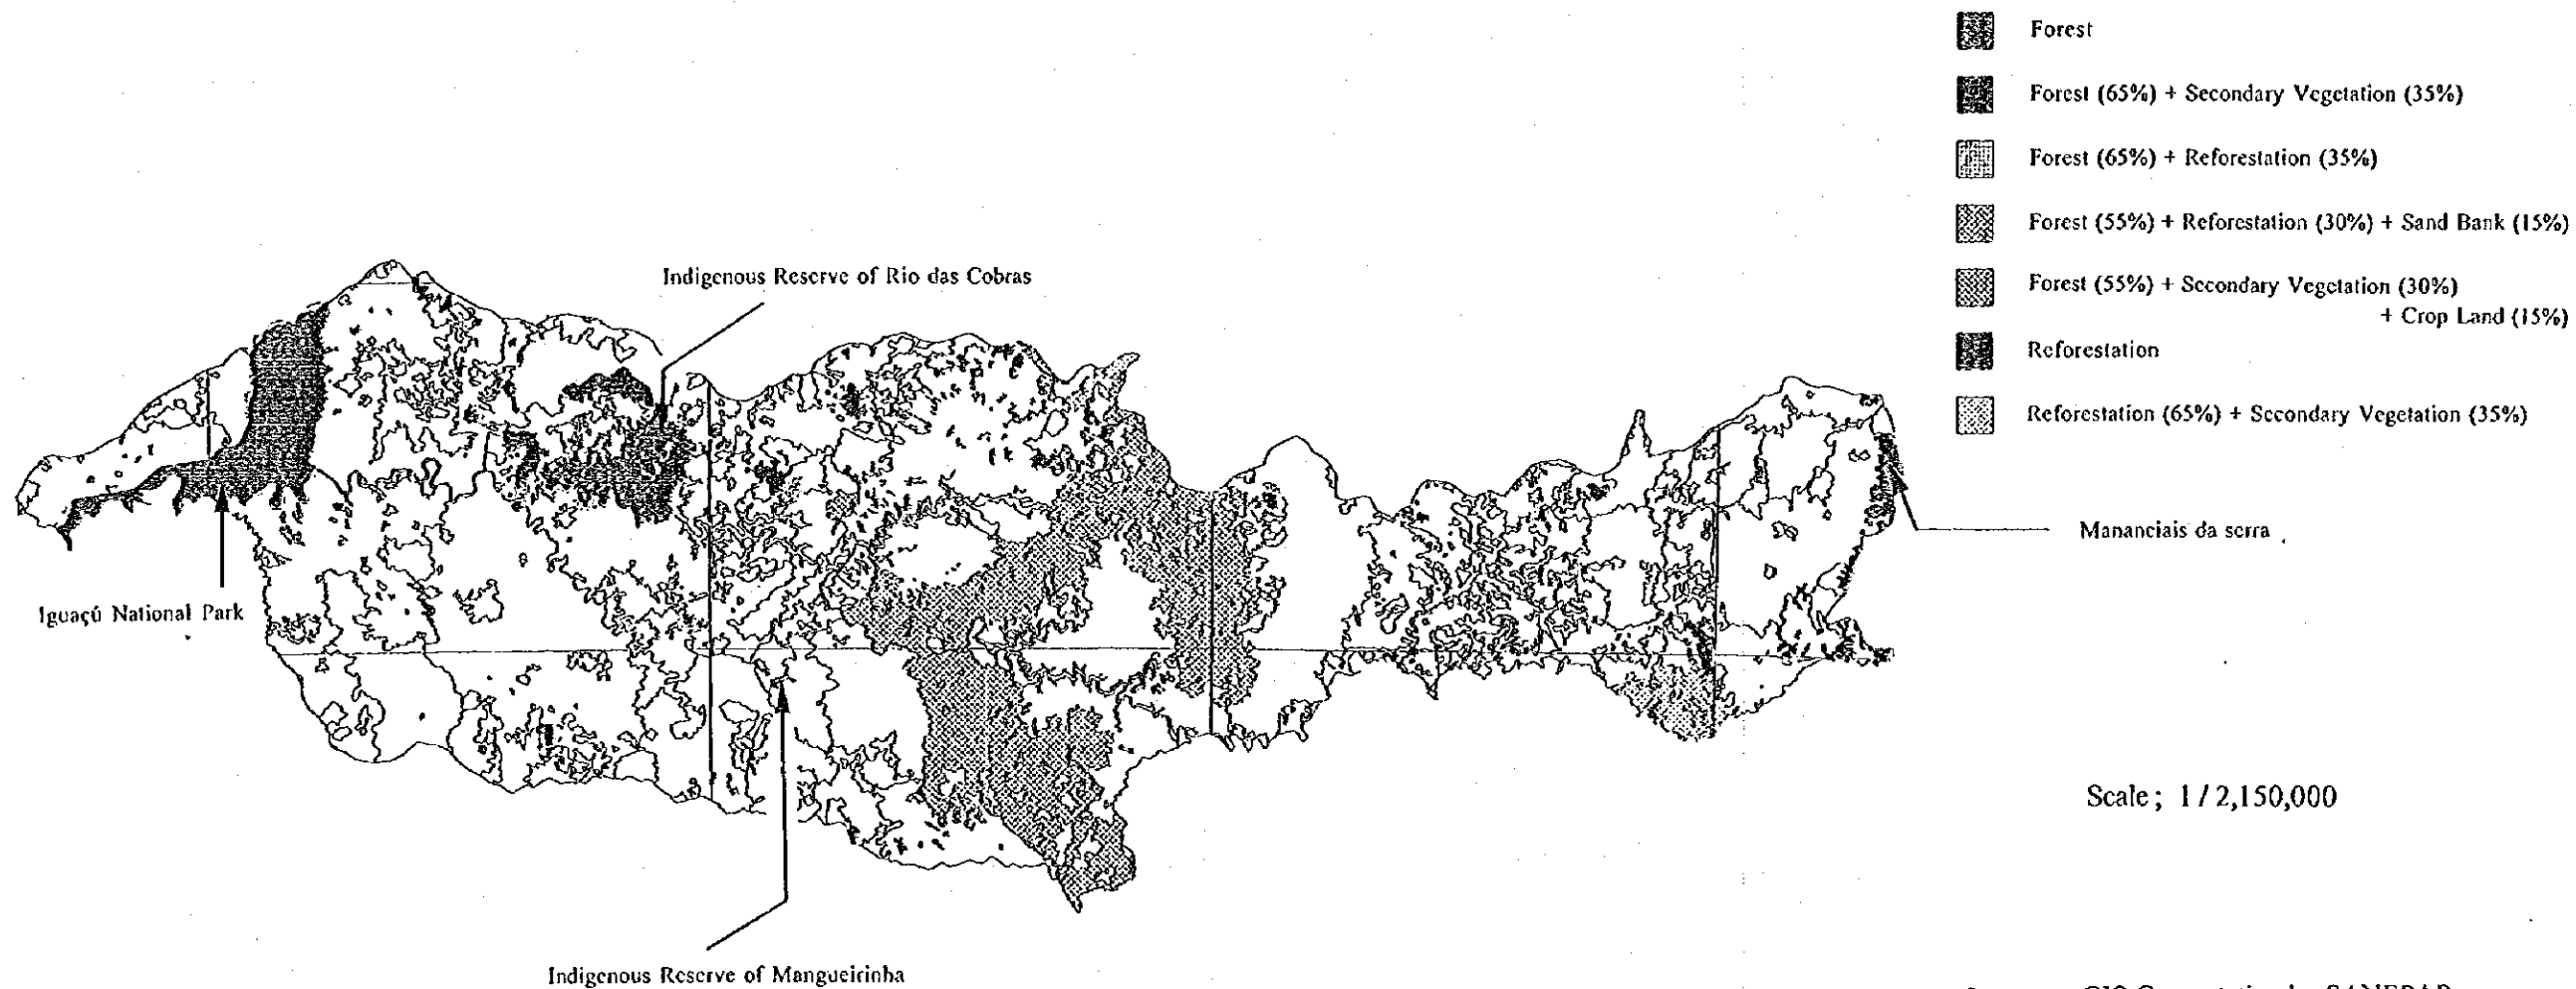 Forest
Forest (65%) + Secondary Vegetation (35%)
Forest (65%) + Reforestation (35%)
Forest (55%) + Reforestation (30%) + Sand Bank (15%)
Forest (55%) + Secondary Vegetation (30%)
+ Crop Land (15%)
Reforestation
Reforestation (65%) + Secondary Vegetation (35%)
Indigenous Reserve of Rio das Cobras
Mananciais da serra
Iguaçú National Park
Scale; 1 / 2,150,000
Indigenous Reserve of Mangueirinha